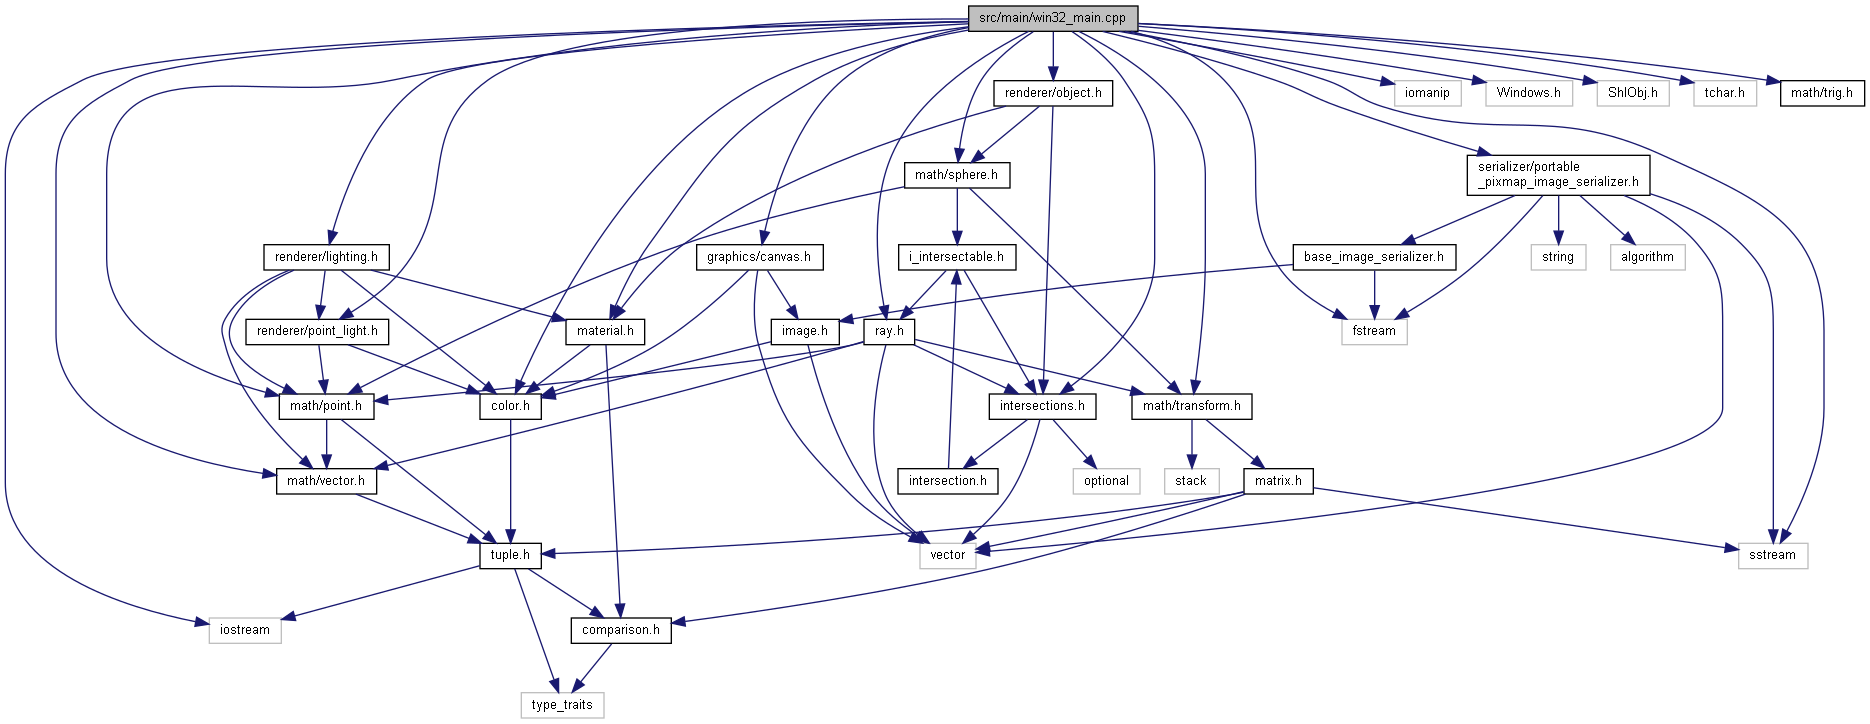 src/main/win32_main.cpp
renderer/object.h
iomanip
Windows.h
ShlObj.h
tchar.h
math/trig.h
math/sphere.h
serializer/portable
_pixmap_image_serializer.h
renderer/lighting.h
graphics/canvas.h
i_intersectable.h
base_image_serializer.h
string
algorithm
renderer/point_light.h
material.h
image.h
ray.h
fstream
math/point.h
color.h
intersections.h
math/transform.h
math/vector.h
intersection.h
optional
stack
matrix.h
tuple.h
vector
sstream
iostream
comparison.h
type_traits